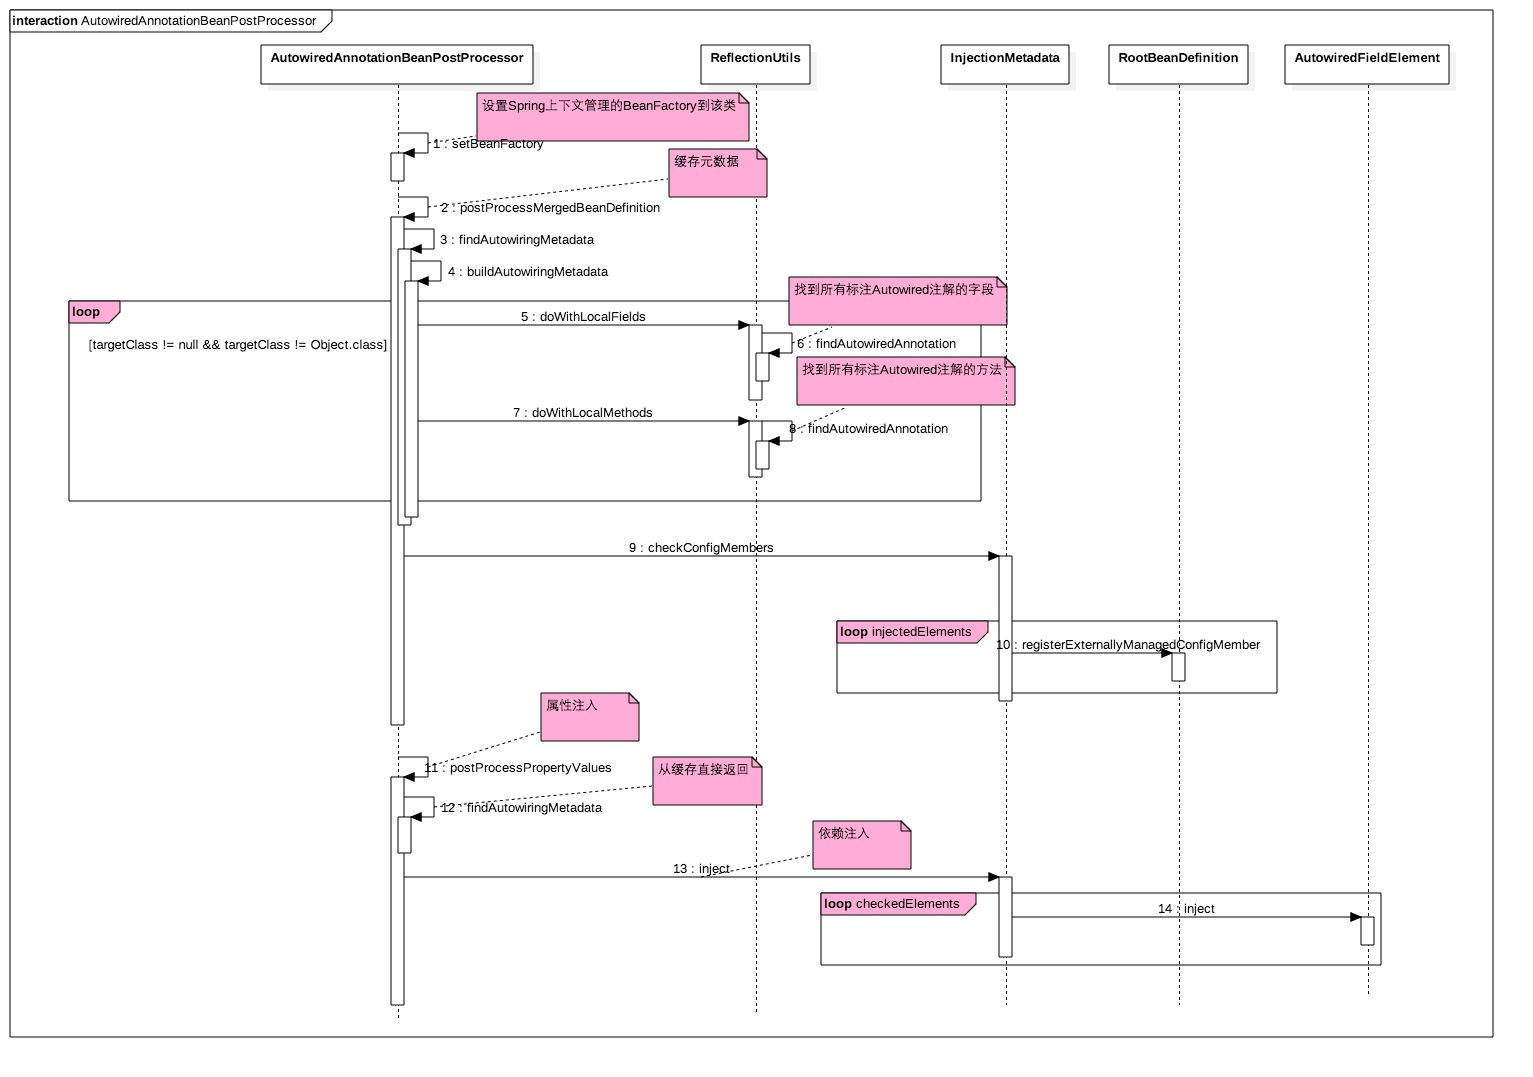 interaction AutowiredAnnotationBeanPostProcessor
AutowiredAnnotationBeanPostProcessor
ReflectionUtils
InjectionMetadata
RootBeanDefinition
AutowiredFieldElement
设置Spring上下文管理的BeanFactory到该类
1 : setBeanFactory
缓存元数据
2 : postProcessMergedBeanDefinition
3 : findAutowiringMetadata
4 : buildAutowiringMetadata
找到所有标注Autowired注解的字段
loop
5 : doWithLocalFields
[targetClass != null && targetClass != Object.class]
6 : findAutowiredAnnotation
找到所有标注Autowired注解的方法
7 : doWithLocalMethods
8 : findAutowiredAnnotation
9 : checkConfigMembers
loop injectedElements
10 : registerExternallyManagedConfigMember
属性注入
11 : postProcessPropertyValues
从缓存直接返回
12 : findAutowiringMetadata
依赖注入
13 : inject
loop checkedElements
14 : inject